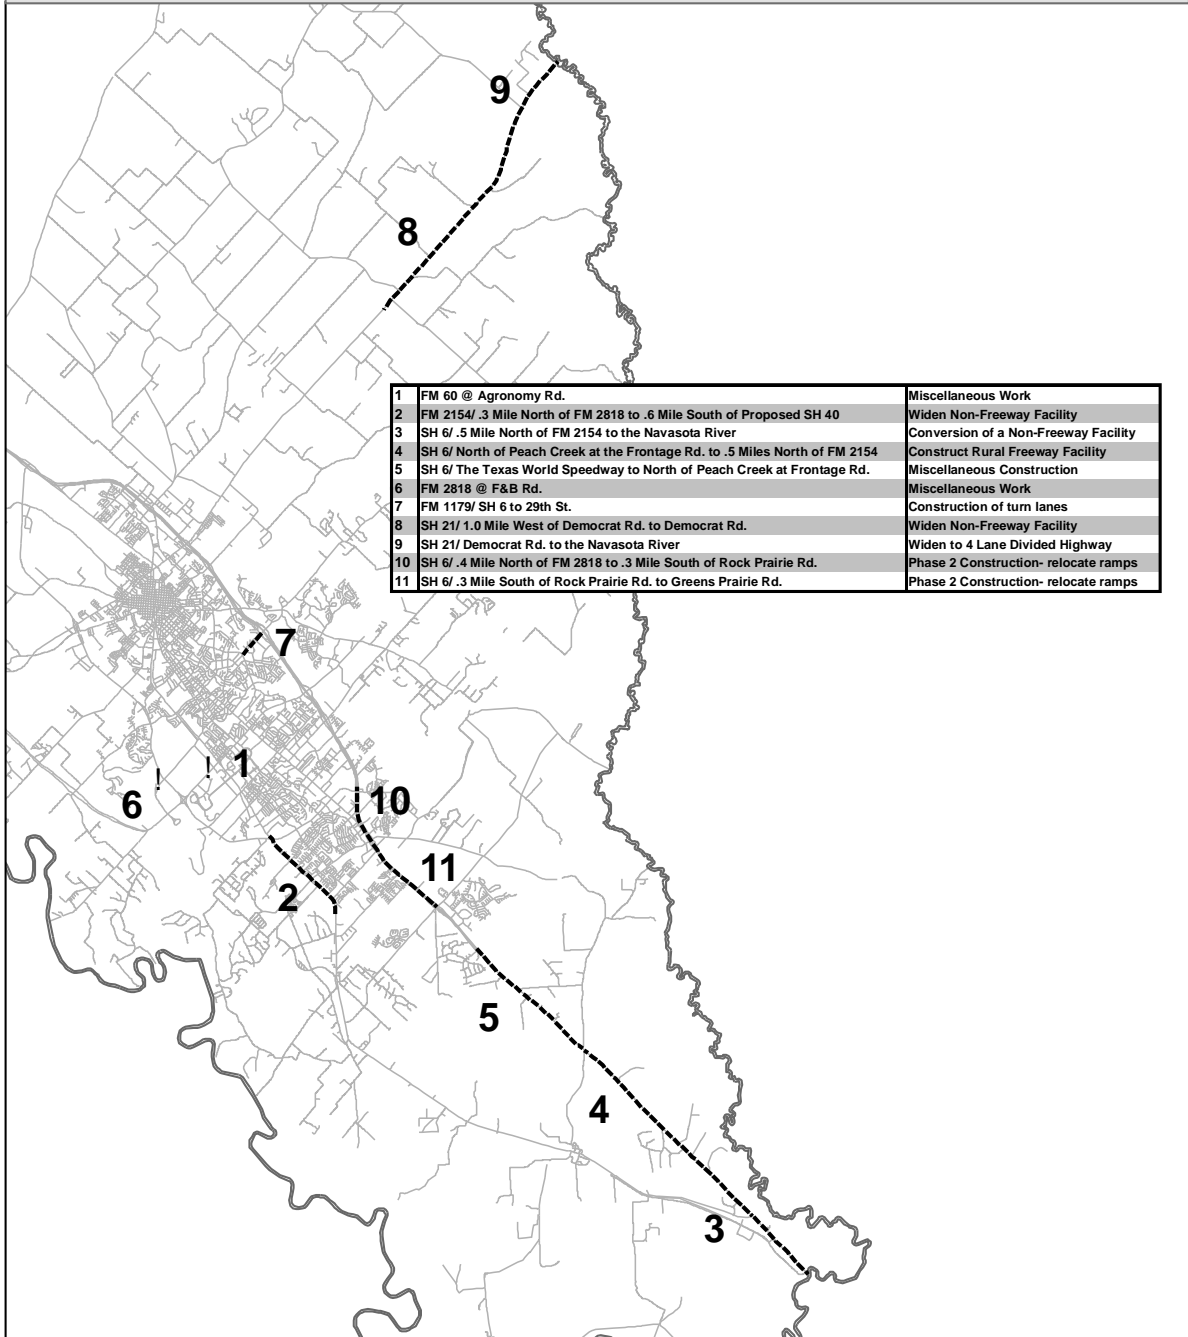 9
8
1 FM 60 @ Agronomy Rd. Miscellaneous Work
2 FM 2154/ .3 Mile North of FM 2818 to .6 Mile South of Proposed SH 40 Widen Non-Freeway Facility
3 SH 6/ .5 Mile North of FM 2154 to the Navasota River Conversion of a Non-Freeway Facility
4 SH 6/ North of Peach Creek at the Frontage Rd. to .5 Miles North of FM 2154 Construct Rural Freeway Facility
5 SH 6/ The Texas World Speedway to North of Peach Creek at Frontage Rd. Miscellaneous Construction
6 FM 2818 @ F&B Rd. Miscellaneous Work
7 FM 1179/ SH 6 to 29th St. Construction of turn lanes
8 SH 21/ 1.0 Mile West of Democrat Rd. to Democrat Rd. Widen Non-Freeway Facility
9 SH 21/ Democrat Rd. to the Navasota River Widen to 4 Lane Divided Highway
10 SH 6/ .4 Mile North of FM 2818 to .3 Mile South of Rock Prairie Rd. Phase 2 Construction- relocate ramps
11 SH 6/ .3 Mile South of Rock Prairie Rd. to Greens Prairie Rd. Phase 2 Construction- relocate ramps
7
! ! 1
6
10
11
2
5
4
3